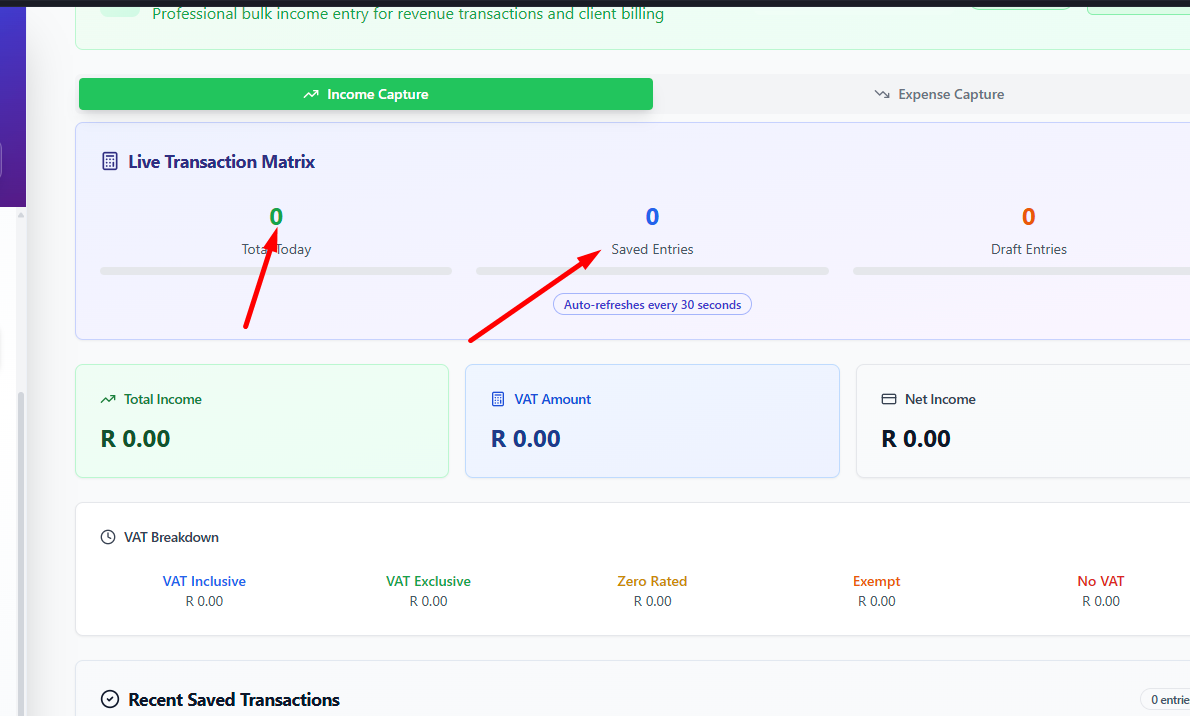 Professional bulk income entry for revenue transactions and client billing
Income Capture
Expense Capture
Live Transaction Matrix
0
0
0
Total Today
Saved Entries
Draft Entries
Auto-refreshes every 30 seconds
Total Income
VAT Amount
Net Income
R 0.00
R 0.00
R 0.00
VAT Breakdown
VAT Inclusive
VAT Exclusive
Zero Rated
Exempt
No VAT
R 0.00
R 0.00
R 0.00
R 0.00
R 0.00
Recent Saved Transactions
0 entrie